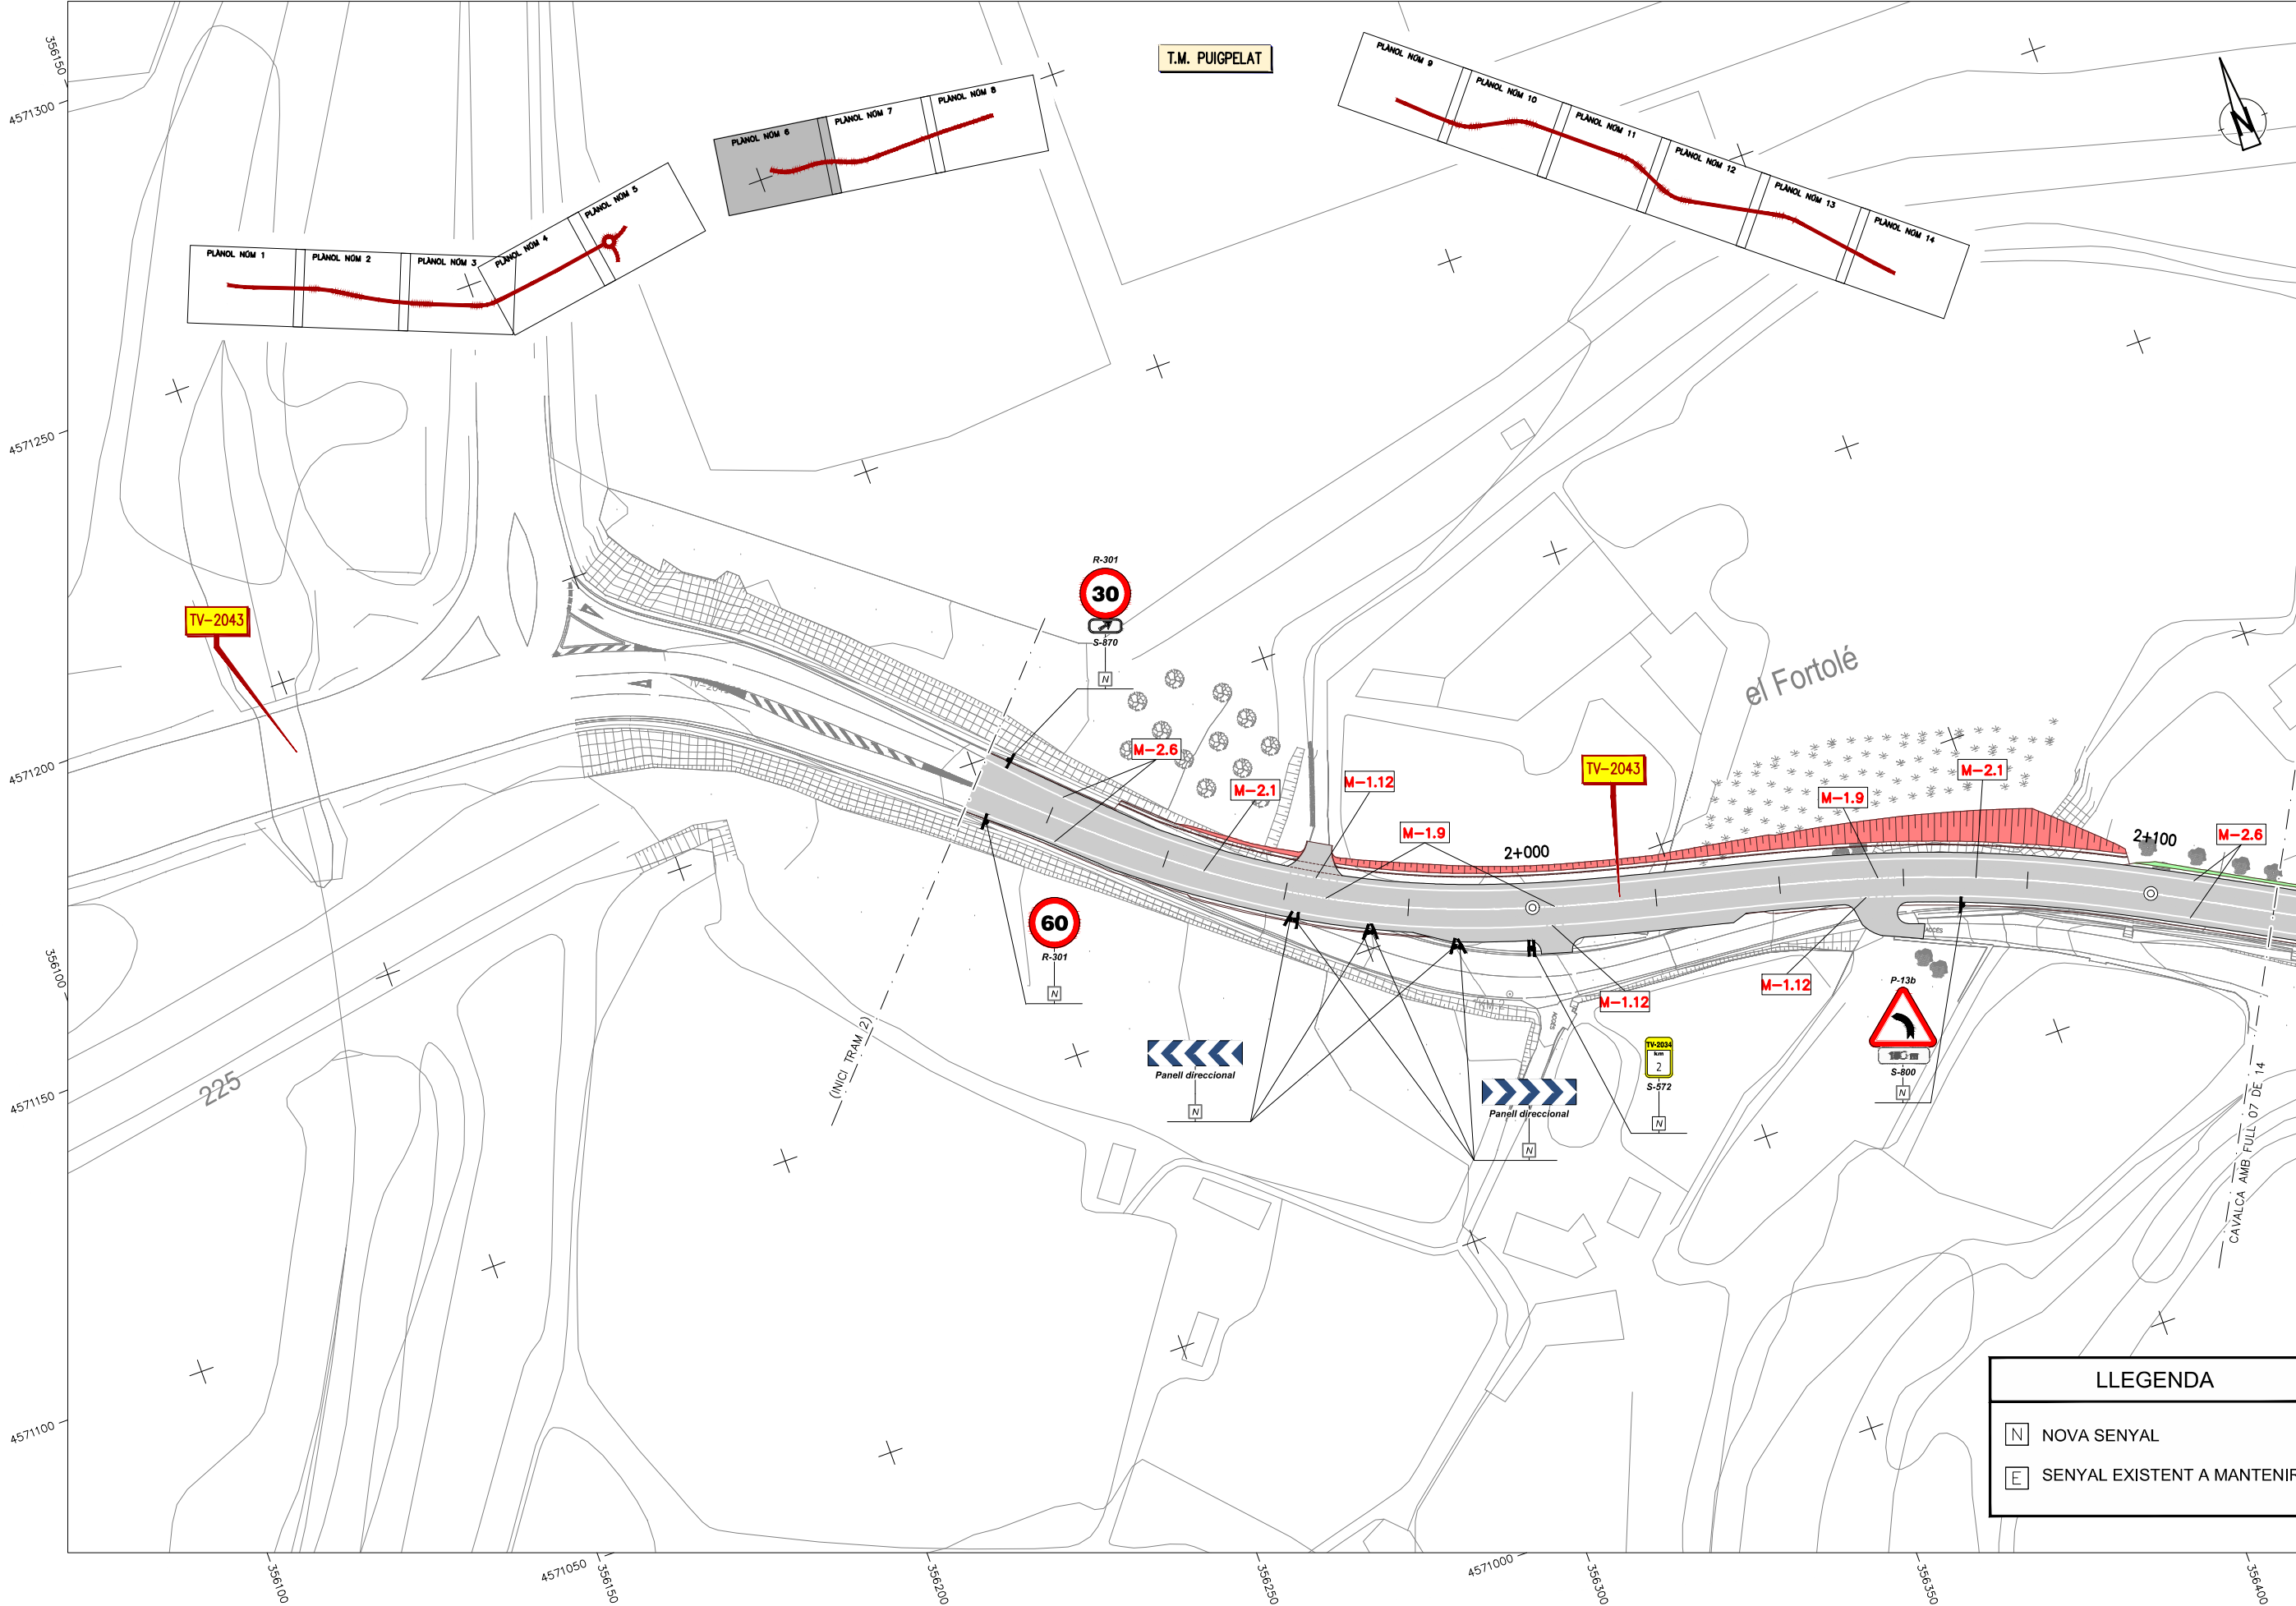 T.M. PUIGPELAT
PLÀNOL NÚM 1
PLÀNOL NÚM 2
PLÀNOL NÚM 3
PLÀNOL NÚM 4
PLÀNOL NÚM 5
PLÀNOL NÚM 6
PLÀNOL NÚM 7
PLÀNOL NÚM 8
PLÀNOL NÚM 9
PLÀNOL NÚM 10
PLÀNOL NÚM 11
PLÀNOL NÚM 12
PLÀNOL NÚM 13
PLÀNOL NÚM 14
N
356150
4571300
4571250
4571200
356100
4571150
4571100
TV-2043
R-301
30
S-870
N
M-2.6
M-2.1
M-1.12
M-1.9
2+000
TV-2043
el Fortolé
M-1.9
M-2.1
2+100
M-2.6
60
R-301
N
(INICI TRAM 2)
225
Panell direccional
N
Panell direccional
N
M-1.12
TV-2034
km
2
S-572
N
M-1.12
ACCÉS
ACCÉS
P-13b
S-800
N
CAVALCA AMB FULL 07 DE 14
LLEGENDA
N NOVA SENYAL
E SENYAL EXISTENT A MANTENIR
356100
4571050
356150
356200
356250
4571000
356300
356350
356400